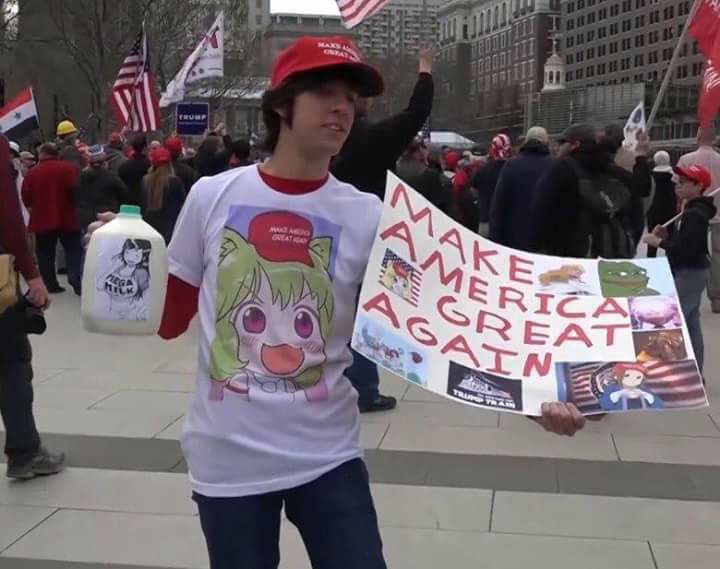 MAKE AMERICA
GREAT AGAIN
TRUMP
MAKE AMERICA
GREAT AGAIN
MEGA
MILK
MAKE
AMERICA
GREAT
AGAIN
TRUMP TRAIN